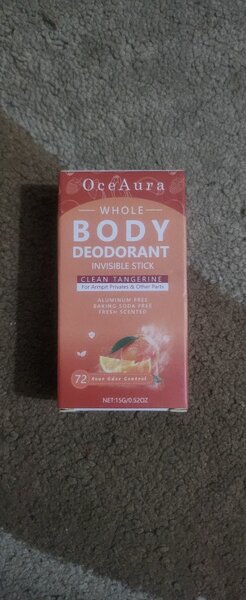 OceAura
WHOLE
BODY
DEODORANT
INVISIBLE STICK
CLEAN TANGERINE
For Armpit Privates & Other Parts
ALUMINUM FREE
BAKING SODA FREE
FRESH SCENTED
72 Hour Odor Control
NET:15G/0.52OZ